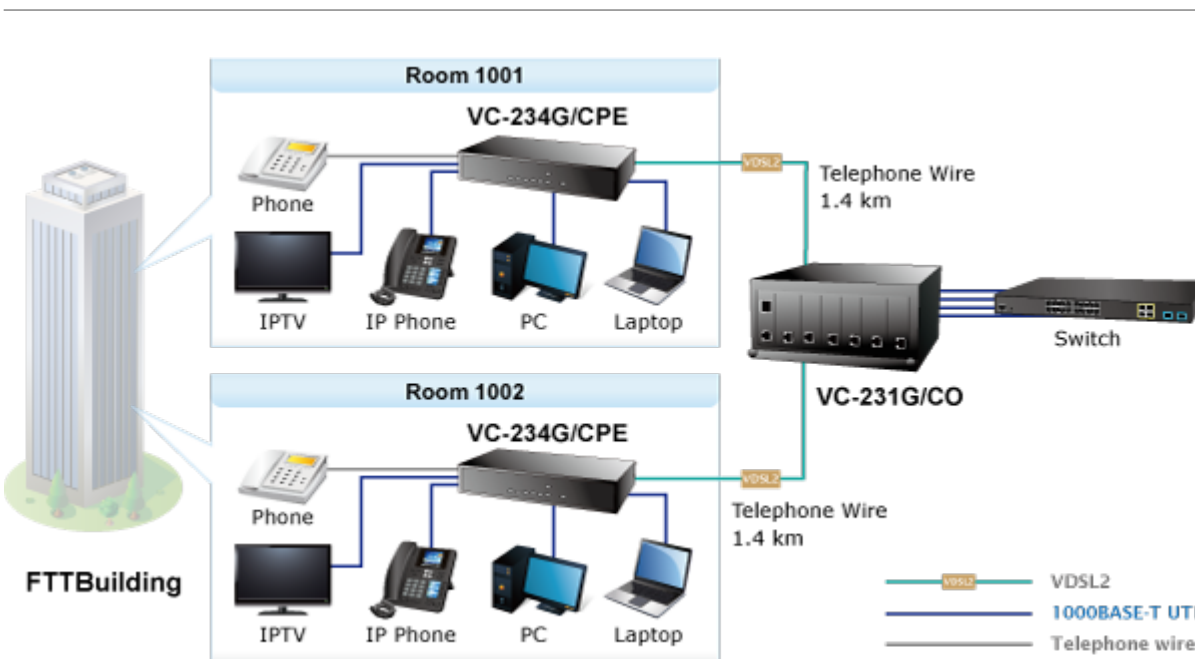 Room 1001
VC-234G/CPE
Phone
IPTV
IP Phone
PC
Laptop
VDSL2
Telephone Wire
1.4 km
Switch
VC-231G/CO
Room 1002
VC-234G/CPE
Phone
IPTV
IP Phone
PC
Laptop
VDSL2
Telephone Wire
1.4 km
FTTBuilding
VDSL2
VDSL2
1000BASE-T UT
Telephone wire